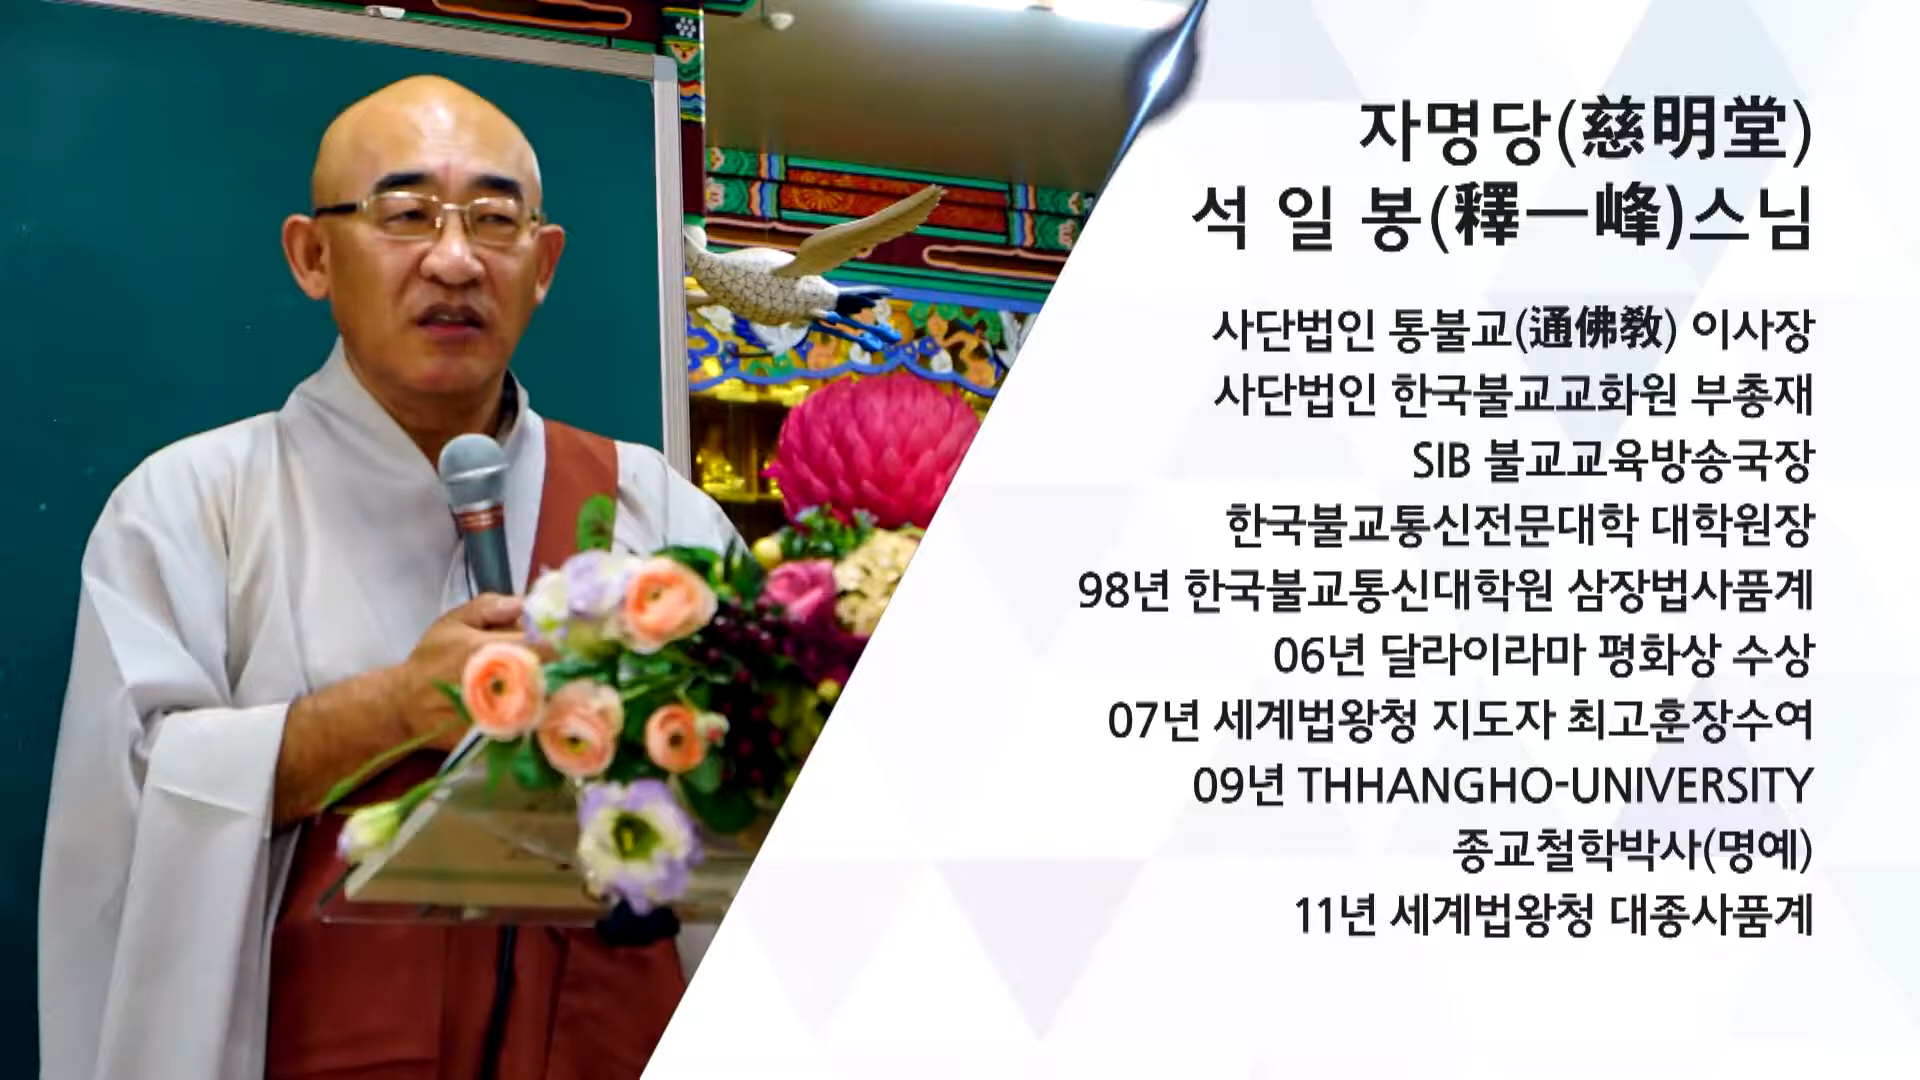 자명당(慈明堂)
석 일 봉(釋一峰)스님
사단법인 통불교(通佛敎) 이사장
사단법인 한국불교교화원 부총재
SIB 불교교육방송국장
한국불교통신전문대학 대학원장
98년 한국불교통신대학원 삼장법사품계
06년 달라이라마 평화상 수상
07년 세계법왕청 지도자 최고훈장수여
09년 THHANGHO-UNIVERSITY
종교철학박사(명예)
11년 세계법왕청 대종사품계